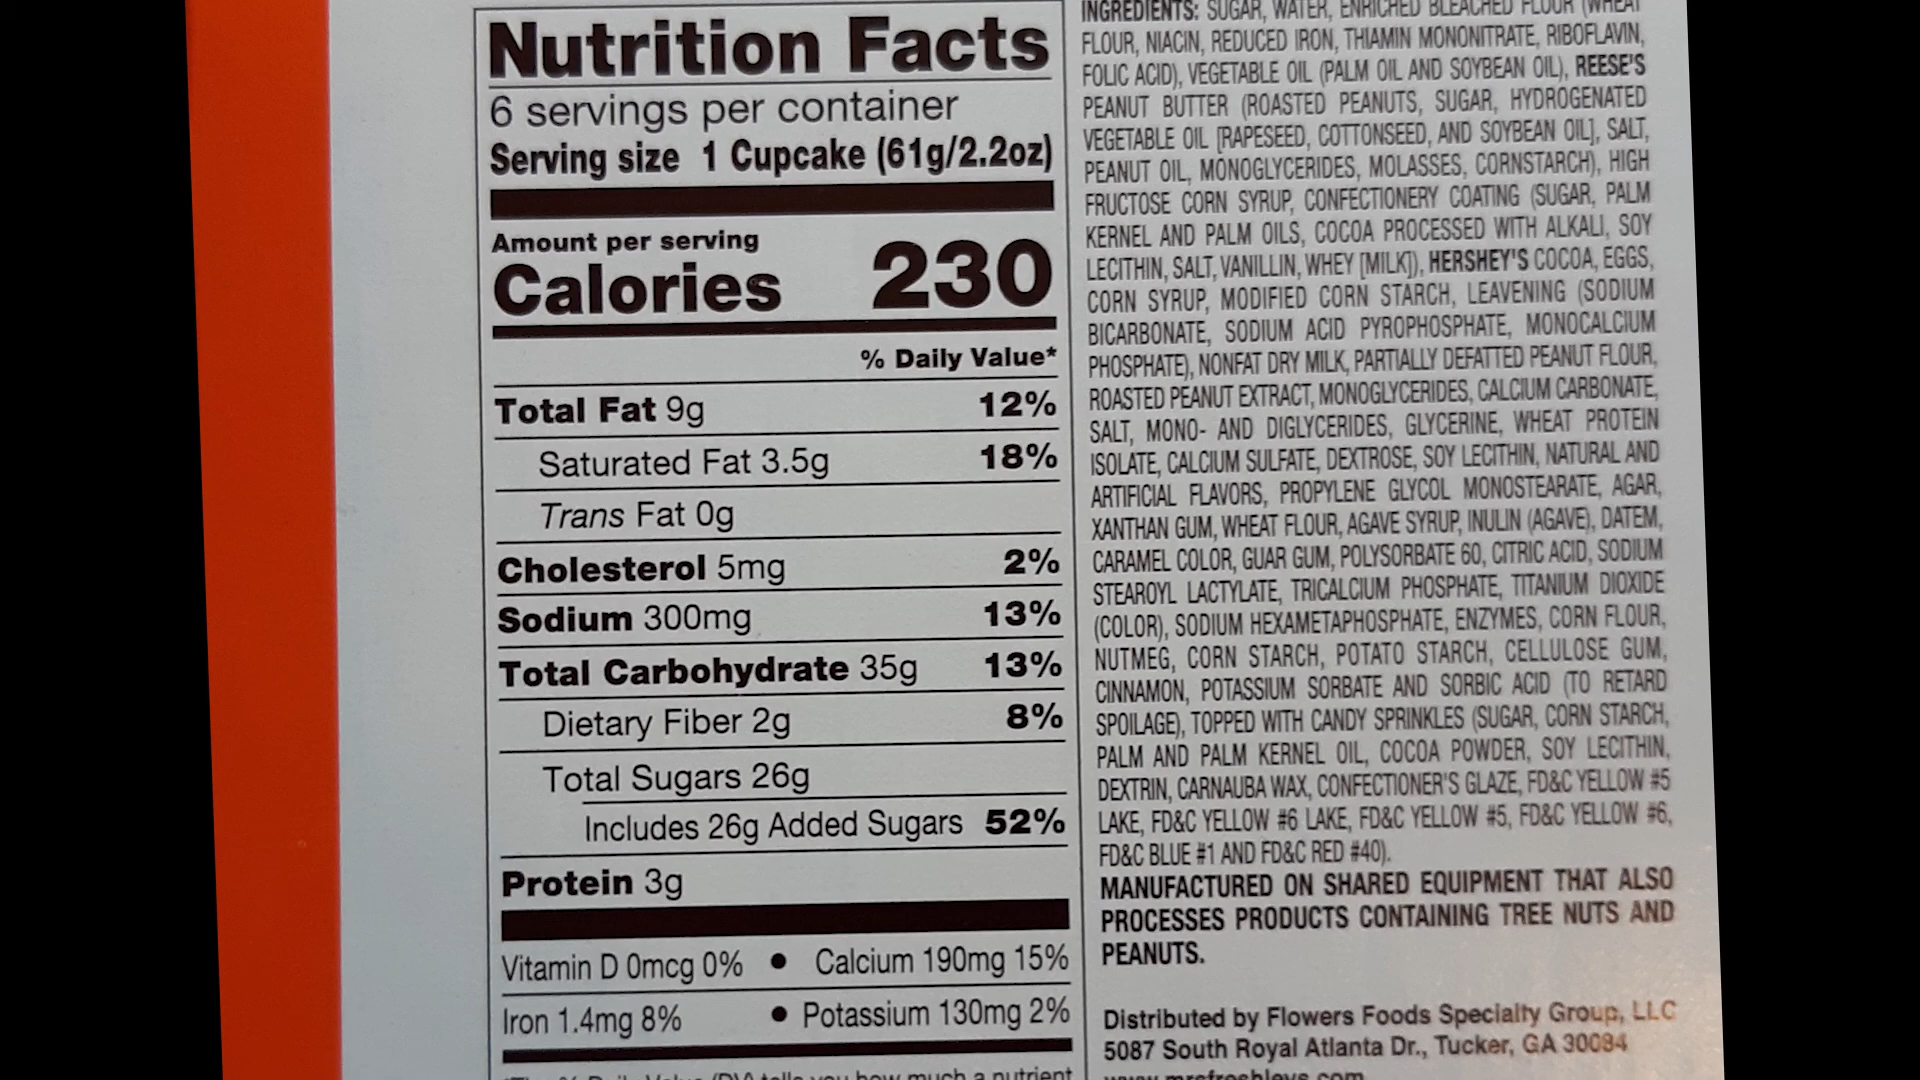 Nutrition Facts
6 servings per container
Serving size 1 Cupcake (61g/2.2oz)
Amount per serving
Calories 230
% Daily Value*
Total Fat 9g 12%
Saturated Fat 3.5g 18%
Trans Fat 0g
Cholesterol 5mg 2%
Sodium 300mg 13%
Total Carbohydrate 35g 13%
Dietary Fiber 2g 8%
Total Sugars 26g
Includes 26g Added Sugars 52%
Protein 3g
Vitamin D 0mcg 0% • Calcium 190mg 15%
Iron 1.4mg 8% • Potassium 130mg 2%
*The % Daily Value (DV) tells you how much a nutrient
INGREDIENTS: SUGAR, WATER, ENRICHED BLEACHED FLOUR (WHEAT
FLOUR, NIACIN, REDUCED IRON, THIAMIN MONONITRATE, RIBOFLAVIN,
FOLIC ACID), VEGETABLE OIL (PALM OIL AND SOYBEAN OIL), REESE'S
PEANUT BUTTER (ROASTED PEANUTS, SUGAR, HYDROGENATED
VEGETABLE OIL [RAPESEED, COTTONSEED, AND SOYBEAN OIL], SALT,
PEANUT OIL, MONOGLYCERIDES, MOLASSES, CORNSTARCH), HIGH
FRUCTOSE CORN SYRUP, CONFECTIONERY COATING (SUGAR, PALM
KERNEL AND PALM OILS, COCOA PROCESSED WITH ALKALI, SOY
LECITHIN, SALT, VANILLIN, WHEY [MILK]), HERSHEY'S COCOA, EGGS,
CORN SYRUP, MODIFIED CORN STARCH, LEAVENING (SODIUM
BICARBONATE, SODIUM ACID PYROPHOSPHATE, MONOCALCIUM
PHOSPHATE), NONFAT DRY MILK, PARTIALLY DEFATTED PEANUT FLOUR,
ROASTED PEANUT EXTRACT, MONOGLYCERIDES, CALCIUM CARBONATE,
SALT, MONO- AND DIGLYCERIDES, GLYCERINE, WHEAT PROTEIN
ISOLATE, CALCIUM SULFATE, DEXTROSE, SOY LECITHIN, NATURAL AND
ARTIFICIAL FLAVORS, PROPYLENE GLYCOL MONOSTEARATE, AGAR,
XANTHAN GUM, WHEAT FLOUR, AGAVE SYRUP, INULIN (AGAVE), DATEM,
CARAMEL COLOR, GUAR GUM, POLYSORBATE 60, CITRIC ACID, SODIUM
STEAROYL LACTYLATE, TRICALCIUM PHOSPHATE, TITANIUM DIOXIDE
(COLOR), SODIUM HEXAMETAPHOSPHATE, ENZYMES, CORN FLOUR,
NUTMEG, CORN STARCH, POTATO STARCH, CELLULOSE GUM,
CINNAMON, POTASSIUM SORBATE AND SORBIC ACID (TO RETARD
SPOILAGE), TOPPED WITH CANDY SPRINKLES (SUGAR, CORN STARCH,
PALM AND PALM KERNEL OIL, COCOA POWDER, SOY LECITHIN,
DEXTRIN, CARNAUBA WAX, CONFECTIONER'S GLAZE, FD&C YELLOW #5
LAKE, FD&C YELLOW #6 LAKE, FD&C YELLOW #5, FD&C YELLOW #6,
FD&C BLUE #1 AND FD&C RED #40).
MANUFACTURED ON SHARED EQUIPMENT THAT ALSO
PROCESSES PRODUCTS CONTAINING TREE NUTS AND
PEANUTS.
Distributed by Flowers Foods Specialty Group, LLC
5087 South Royal Atlanta Dr., Tucker, GA 30084
www.mrsfreshleys.com